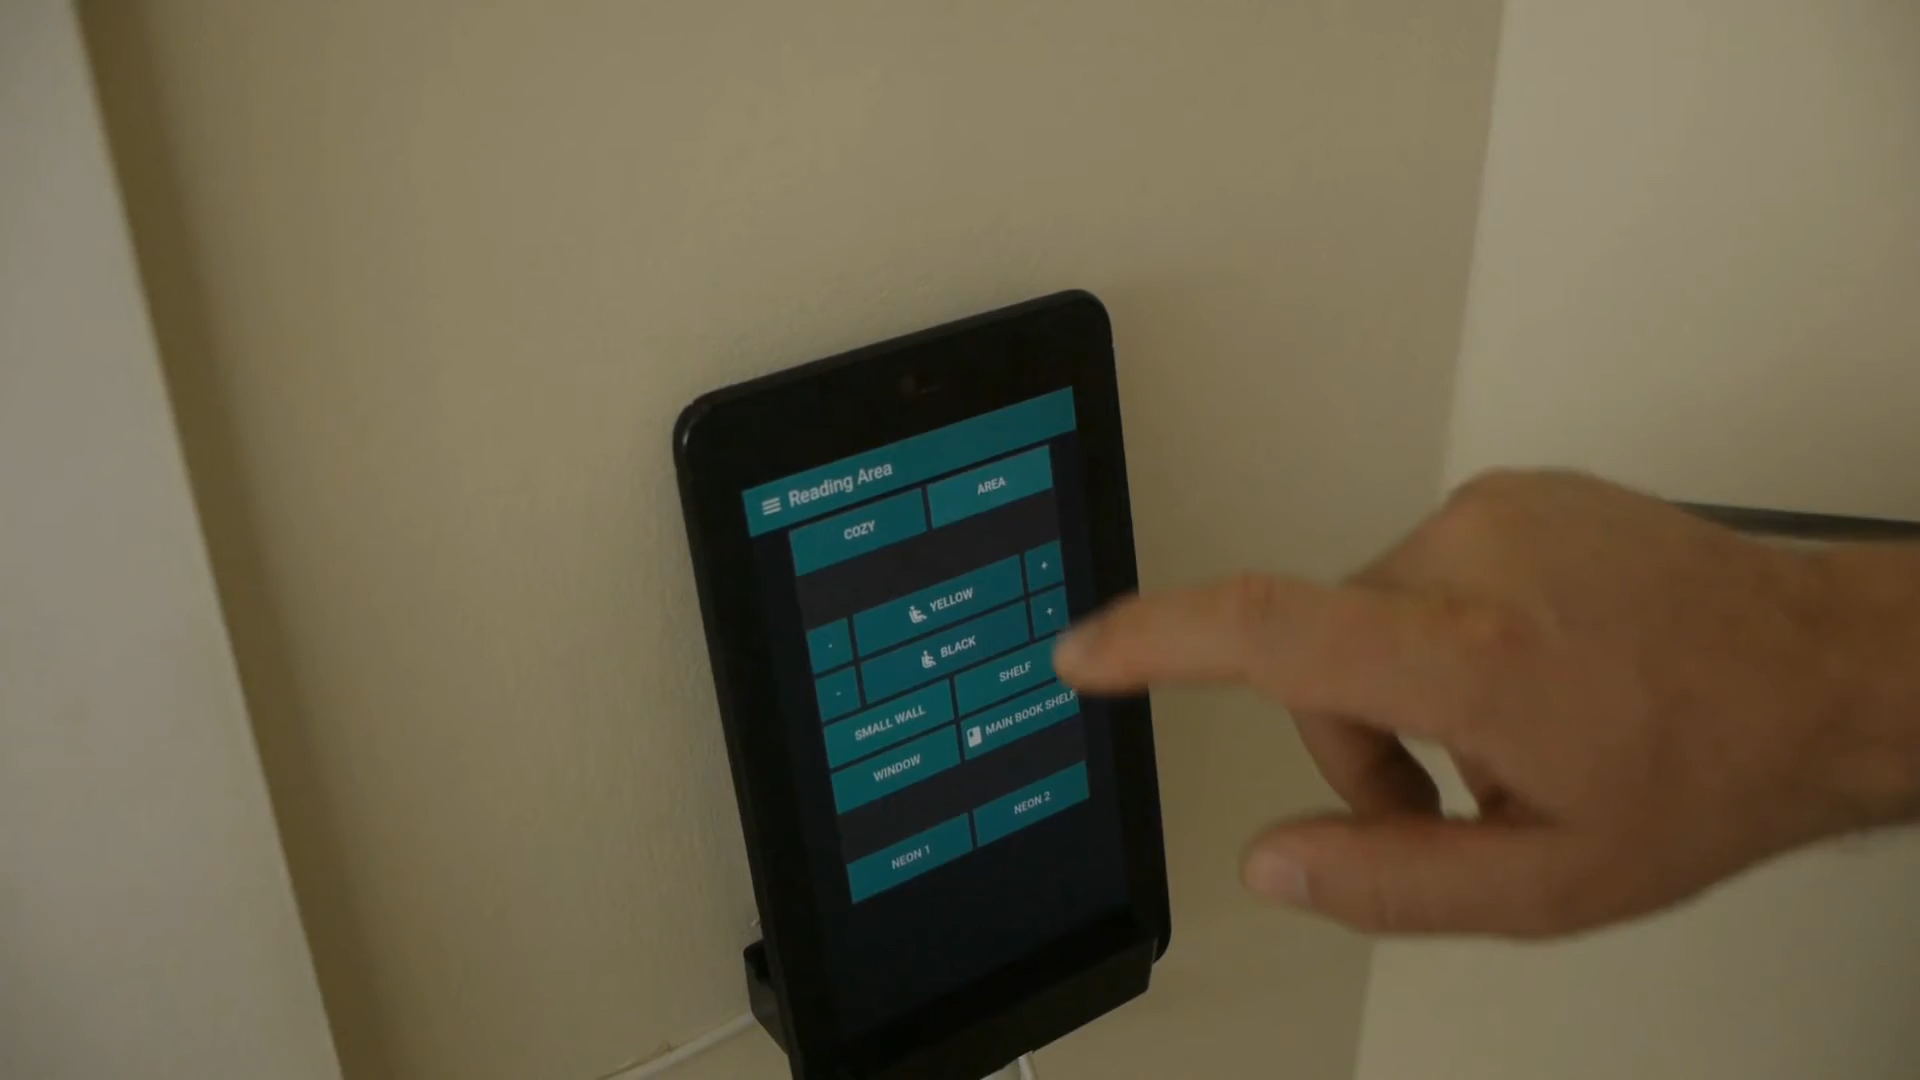 Reading Area
COZY AREA
- YELLOW +
- BLACK +
SMALL WALL SHELF
WINDOW MAIN BOOK SHELF
NEON 1 NEON 2